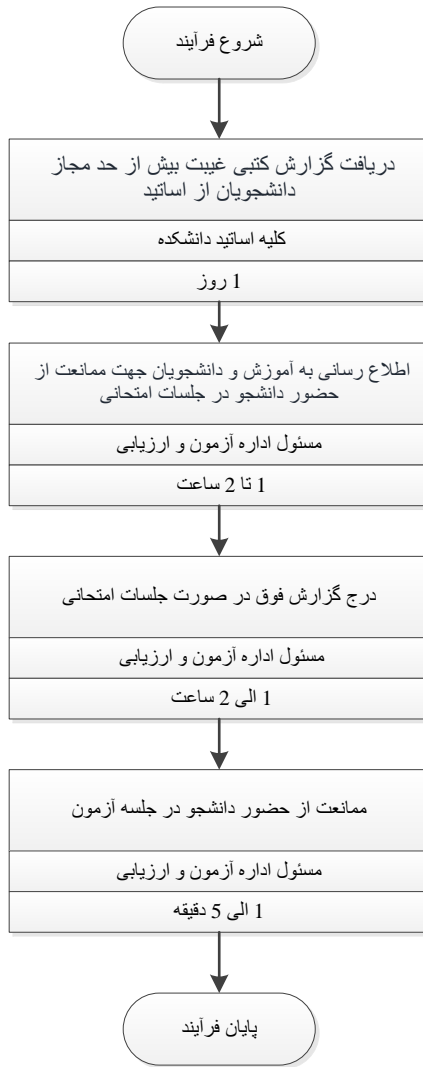 شروع فرآیند
دریافت گزارش کتبی غیبت بیش از حد مجاز
دانشجویان از اساتید
کلیه اساتید دانشکده
1 روز
اطلاع رسانی به آموزش و دانشجویان جهت ممانعت از
حضور دانشجو در جلسات امتحانی
مسئول اداره آزمون و ارزیابی
1 تا 2 ساعت
درج گزارش فوق در صورت جلسات امتحانی
مسئول اداره آزمون و ارزیابی
1 الی 2 ساعت
ممانعت از حضور دانشجو در جلسه آزمون
مسئول اداره آزمون و ارزیابی
1 الی 5 دقیقه
پایان فرآیند